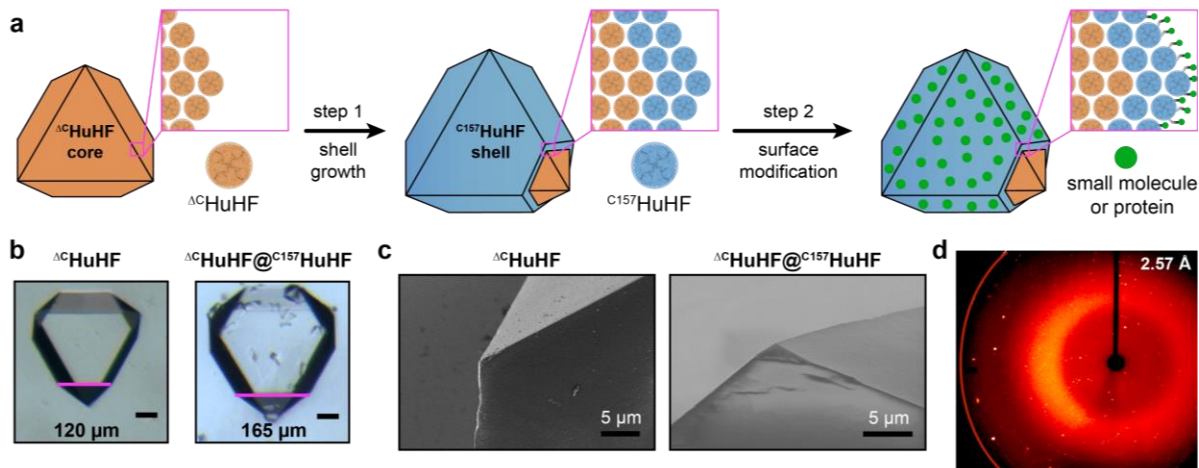 a
ΔCHuHF
core
ΔCHuHF
step 1
shell
growth
C157HuHF
shell
C157HuHF
step 2
surface
modification
small molecule
or protein
b
ΔCHuHF
120 µm
ΔCHuHF@C157HuHF
165 µm
c
ΔCHuHF
5 µm
ΔCHuHF@C157HuHF
5 µm
d
2.57 Å